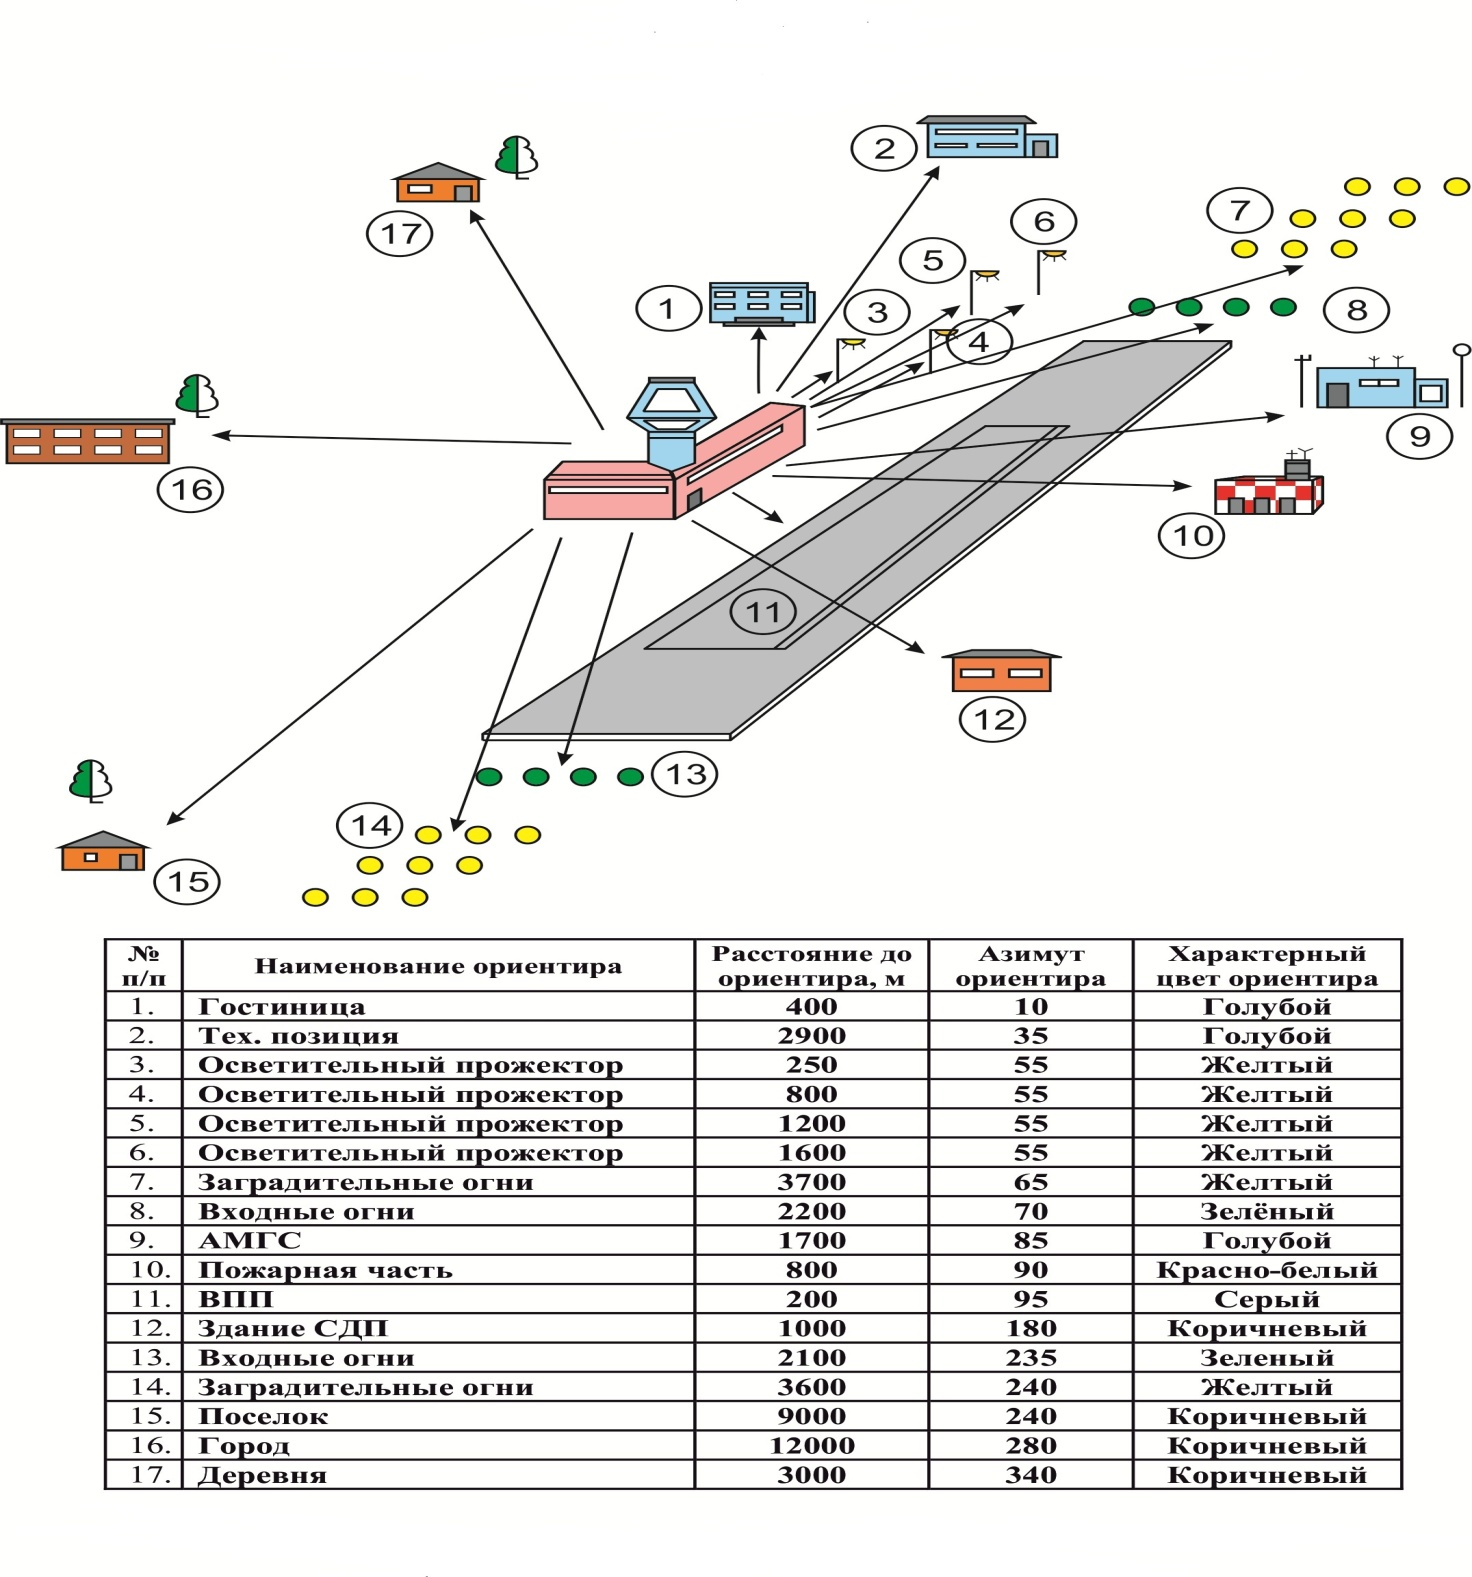 2
17
6
7
5
1
3
8
4
9
16
10
11
12
13
14
15
№ п/п Наименование ориентира Расстояние до ориентира, м Азимут ориентира Характерный цвет ориентира
1. Гостиница 400 10 Голубой
2. Тех. позиция 2900 35 Голубой
3. Осветительный прожектор 250 55 Желтый
4. Осветительный прожектор 800 55 Желтый
5. Осветительный прожектор 1200 55 Желтый
6. Осветительный прожектор 1600 55 Желтый
7. Заградительные огни 3700 65 Желтый
8. Входные огни 2200 70 Зелёный
9. АМГС 1700 85 Голубой
10. Пожарная часть 800 90 Красно-белый
11. ВПП 200 95 Серый
12. Здание СДП 1000 180 Коричневый
13. Входные огни 2100 235 Зеленый
14. Заградительные огни 3600 240 Желтый
15. Поселок 9000 240 Коричневый
16. Город 12000 280 Коричневый
17. Деревня 3000 340 Коричневый